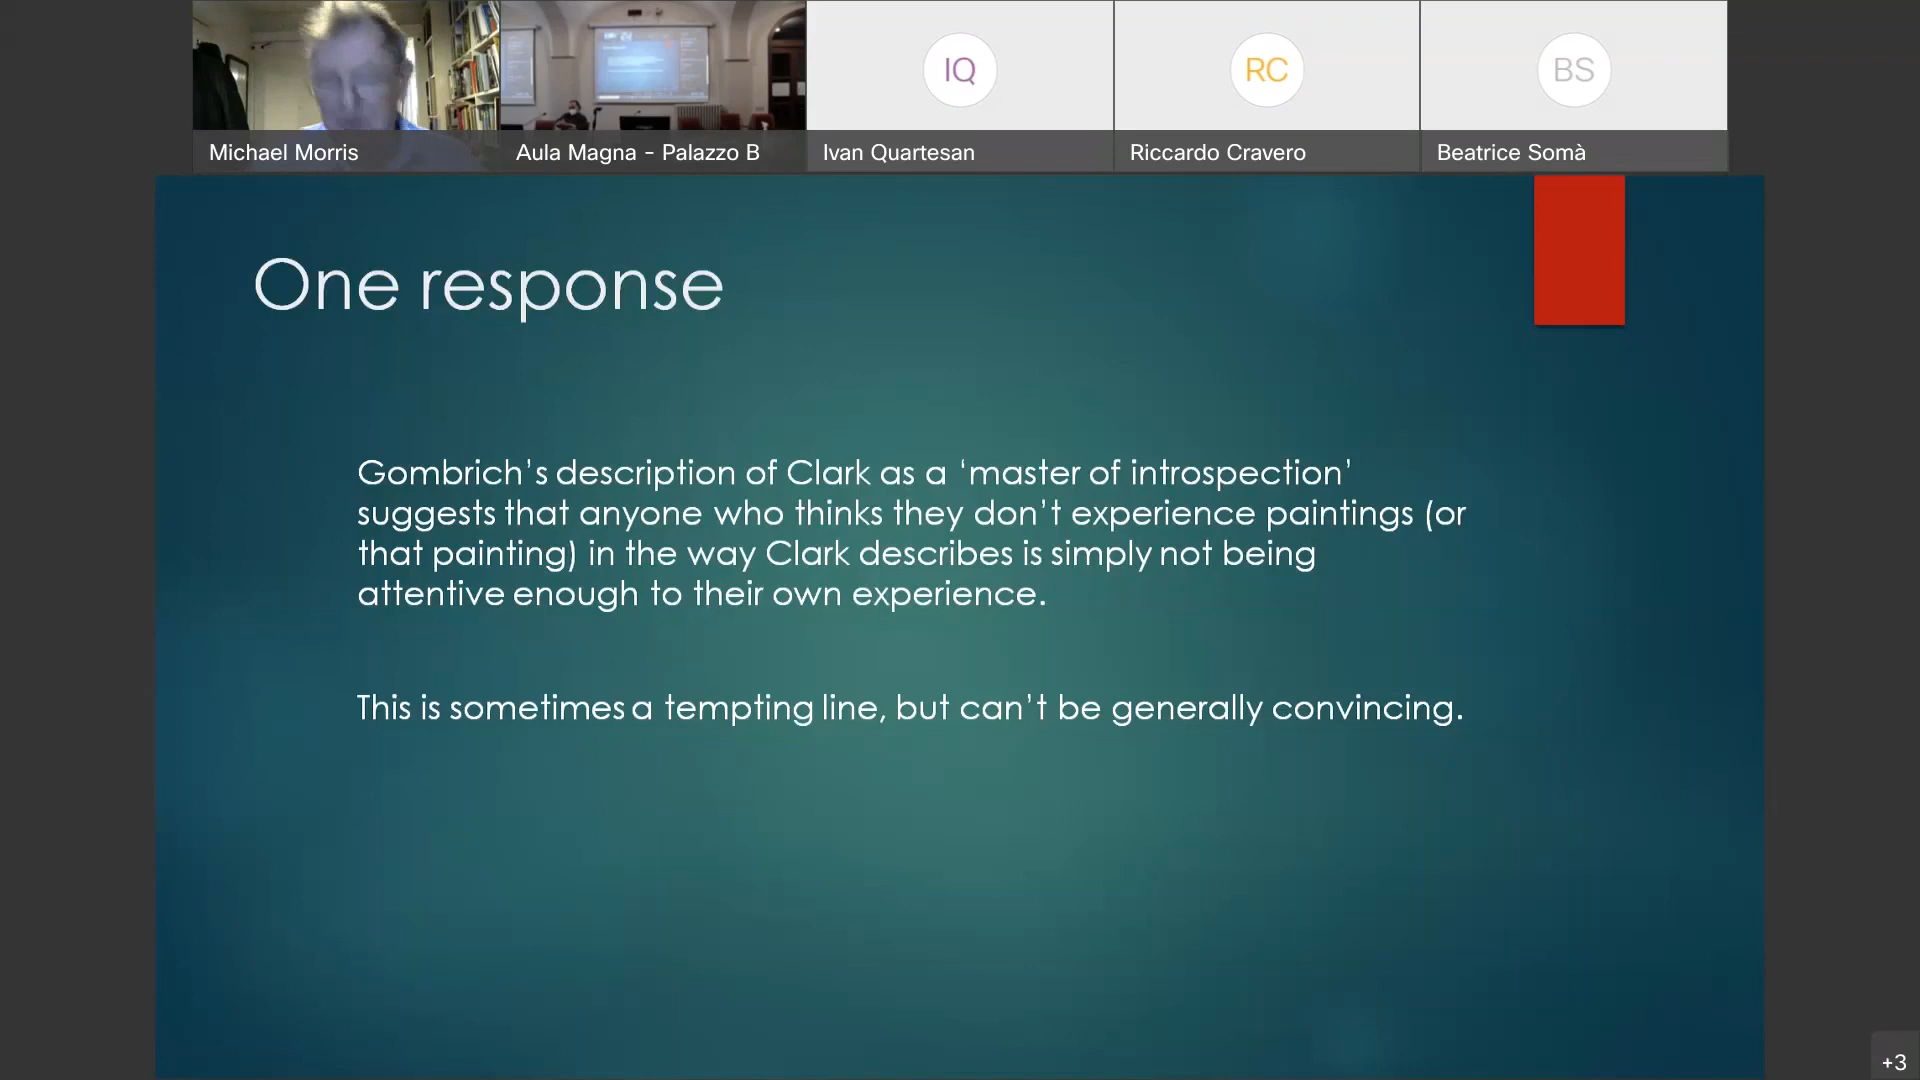 IQ
RC
BS
Michael Morris
Aula Magna - Palazzo B
Ivan Quartesan
Riccardo Cravero
Beatrice Somà
One response
Gombrich’s description of Clark as a ‘master of introspection’
suggests that anyone who thinks they don’t experience paintings (or
that painting) in the way Clark describes is simply not being
attentive enough to their own experience.
This is sometimes a tempting line, but can’t be generally convincing.
+3